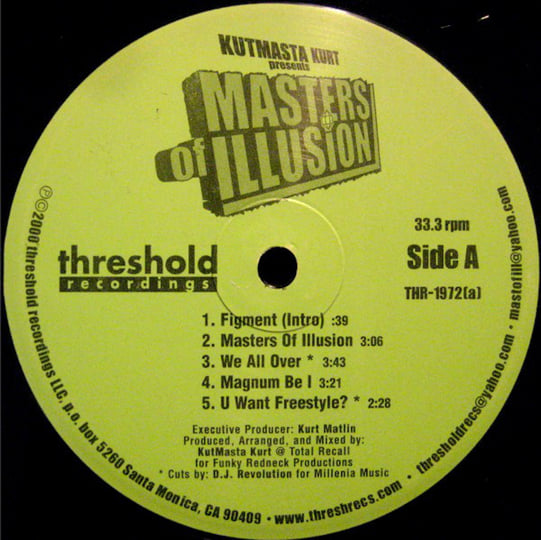 KUTMASTA KURT
presents
MASTERS
of ILLUSION
threshold
recordings
33.3 rpm
Side A
THR-1972(a)
1. Figment (Intro) :39
2. Masters Of Illusion 3:06
3. We All Over * 3:43
4. Magnum Be I 3:21
5. U Want Freestyle? * 2:28
Executive Producer: Kurt Matlin
Produced, Arranged, and Mixed by:
KutMasta Kurt @ Total Recall
for Funky Redneck Productions
* Cuts by: D.J. Revolution for Millenia Music
℗©2000 threshold recordings LLC, p.o. box 5260 Santa Monica, CA 90409 • www.threshrecs.com • thresholdrecs@yahoo.com • mastofill@yahoo.com